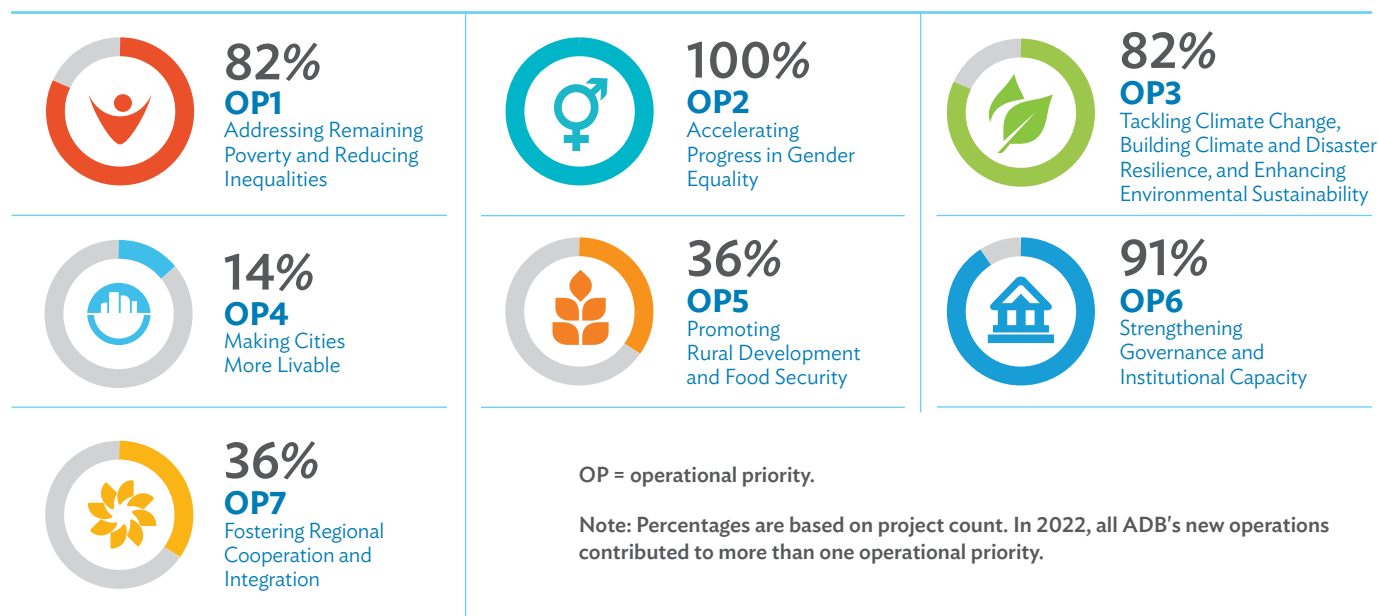 82%
OP1
Addressing Remaining
Poverty and Reducing
Inequalities
100%
OP2
Accelerating
Progress in Gender
Equality
82%
OP3
Tackling Climate Change,
Building Climate and Disaster
Resilience, and Enhancing
Environmental Sustainability
14%
OP4
Making Cities
More Livable
36%
OP5
Promoting
Rural Development
and Food Security
91%
OP6
Strengthening
Governance and
Institutional Capacity
36%
OP7
Fostering Regional
Cooperation and
Integration
OP = operational priority.
Note: Percentages are based on project count. In 2022, all ADB's new operations
contributed to more than one operational priority.